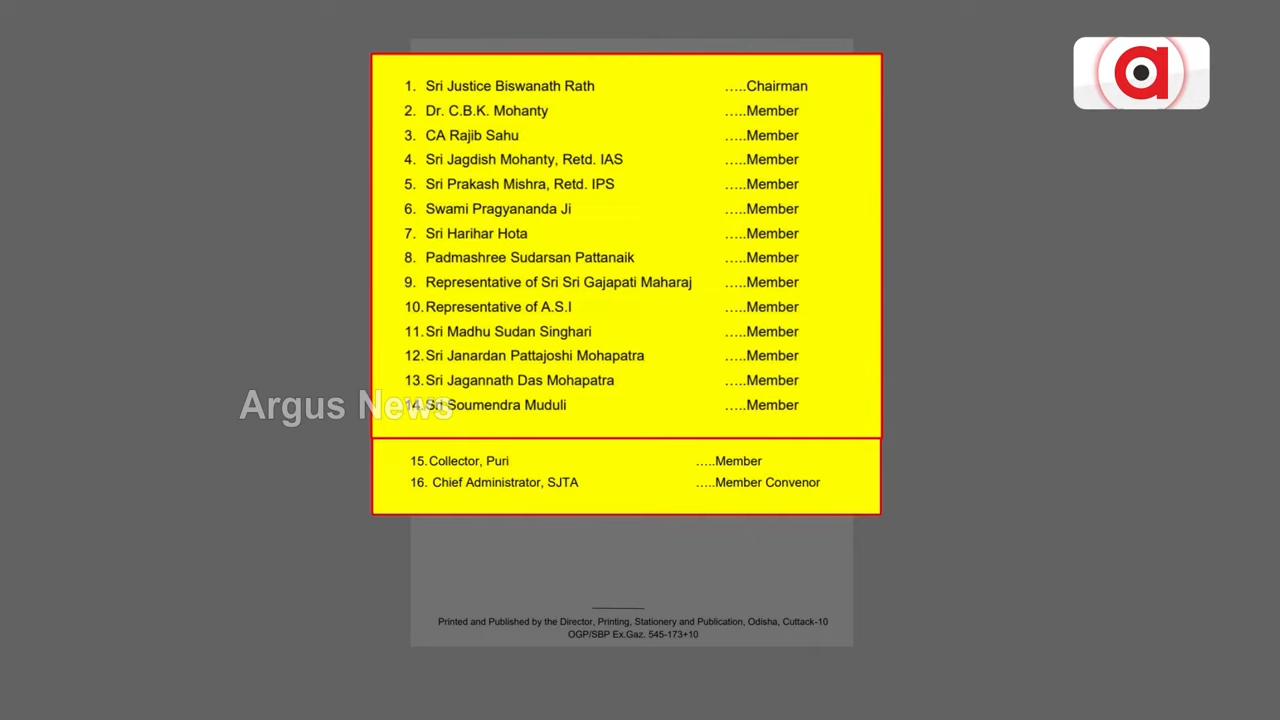 1. Sri Justice Biswanath Rath …..Chairman
2. Dr. C.B.K. Mohanty …..Member
3. CA Rajib Sahu …..Member
4. Sri Jagdish Mohanty, Retd. IAS …..Member
5. Sri Prakash Mishra, Retd. IPS …..Member
6. Swami Pragyananda Ji …..Member
7. Sri Harihar Hota …..Member
8. Padmashree Sudarsan Pattanaik …..Member
9. Representative of Sri Sri Gajapati Maharaj …..Member
10. Representative of A.S.I …..Member
11. Sri Madhu Sudan Singhari …..Member
12. Sri Janardan Pattajoshi Mohapatra …..Member
13. Sri Jagannath Das Mohapatra …..Member
14. Sri Soumendra Muduli …..Member
Argus News
15. Collector, Puri …..Member
16. Chief Administrator, SJTA …..Member Convenor
Printed and Published by the Director, Printing, Stationery and Publication, Odisha, Cuttack-10
OGP/SBP Ex.Gaz. 545-173+10